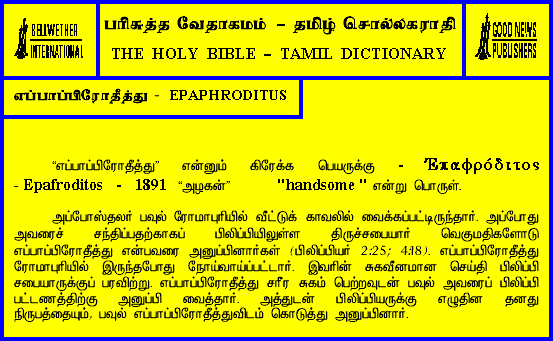 BELLWETHER
INTERNATIONAL
பரிசுத்த வேதாகமம் – தமிழ் சொல்லகராதி
THE HOLY BIBLE – TAMIL DICTIONARY
GOOD NEWS
PUBLISHERS
எப்பாப்பிரோதீத்து - EPAPHRODITUS
“எப்பாப்பிரோதீத்து” என்னும் கிரேக்க பெயருக்கு - Ἐπαφρόδιτος
- Epafroditos - 1891 “அழகன்” "handsome" என்று பொருள்.
அப்போஸ்தலர் பவுல் ரோமாபுரியில் வீட்டுக் காவலில் வைக்கப்பட்டிருந்தார். அப்போது
அவரைச் சந்திப்பதற்காகப் பிலிப்பியிலுள்ள திருச்சபையார் வெகுமதிகளோடு
எப்பாப்பிரோதீத்து என்பவரை அனுப்பினார்கள் (பிலிப்பியர் 2:25; 4:18). எப்பாப்பிரோதீத்து
ரோமாபுரியில் இருந்தபோது நோய்வாய்ப்பட்டார். இவரின் சுகவீனமான செய்தி பிலிப்பி
சபையாருக்குப் பரவிற்று. எப்பாப்பிரோதீத்து சரீர சுகம் பெற்றவுடன் பவுல் அவரைப் பிலிப்பி
பட்டணத்திற்கு அனுப்பி வைத்தார். அத்துடன் பிலிப்பியருக்கு எழுதின தனது
நிருபத்தையும், பவுல் எப்பாப்பிரோதீத்துவிடம் கொடுத்து அனுப்பினார்.